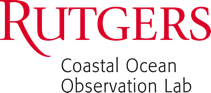 RUTGERS
Coastal Ocean
Observation Lab